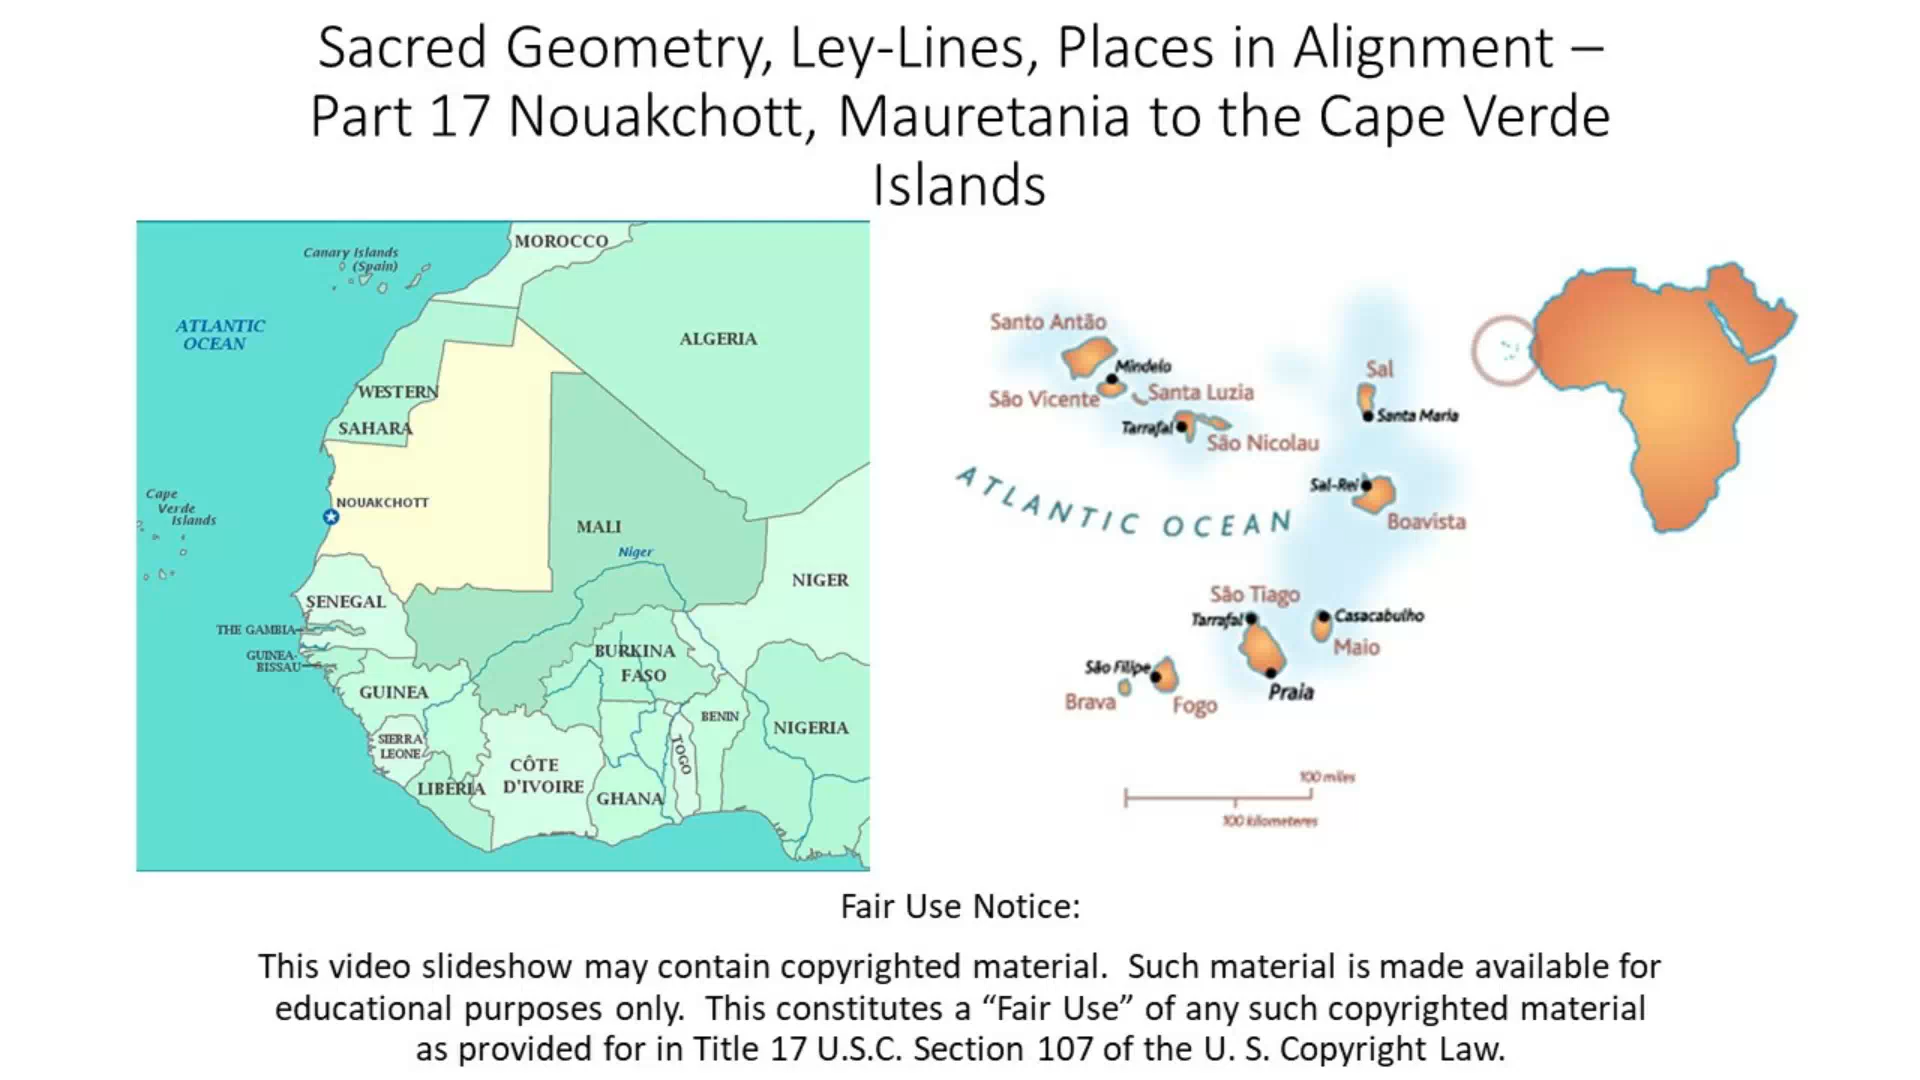 Sacred Geometry, Ley-Lines, Places in Alignment –
Part 17 Nouakchott, Mauretania to the Cape Verde
Islands
MOROCCO
Canary Islands
(Spain)
ATLANTIC
OCEAN
ALGERIA
WESTERN
SAHARA
Cape
Verde
Islands
NOUAKCHOTT
MALI
Niger
NIGER
SENEGAL
THE GAMBIA
GUINEA-
BISSAU
BURKINA
FASO
GUINEA
BENIN
NIGERIA
SIERRA
LEONE
TOGO
CÔTE
D'IVOIRE
LIBERIA
GHANA
Santo Antão
Mindelo
São Vicente
Santa Luzia
Tarrafal
São Nicolau
Sal
Santa Maria
ATLANTIC OCEAN
Sal-Rei
Boavista
São Tiago
Tarrafal
Casacabulho
Maio
São Filipe
Praia
Brava
Fogo
100 miles
100 kilometeres
Fair Use Notice:
This video slideshow may contain copyrighted material. Such material is made available for
educational purposes only. This constitutes a “Fair Use” of any such copyrighted material
as provided for in Title 17 U.S.C. Section 107 of the U. S. Copyright Law.